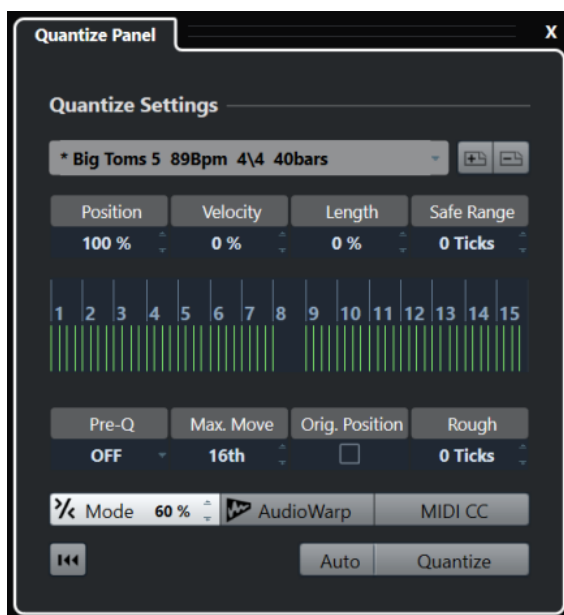 Quantize Panel X
Quantize Settings
* Big Toms 5 89Bpm 4\4 40bars
Position Velocity Length Safe Range
100 % 0 % 0 % 0 Ticks
1 2 3 4 5 6 7 8 9 10 11 12 13 14 15
Pre-Q Max. Move Orig. Position Rough
OFF 16th 0 Ticks
Mode 60 % AudioWarp MIDI CC
Auto Quantize